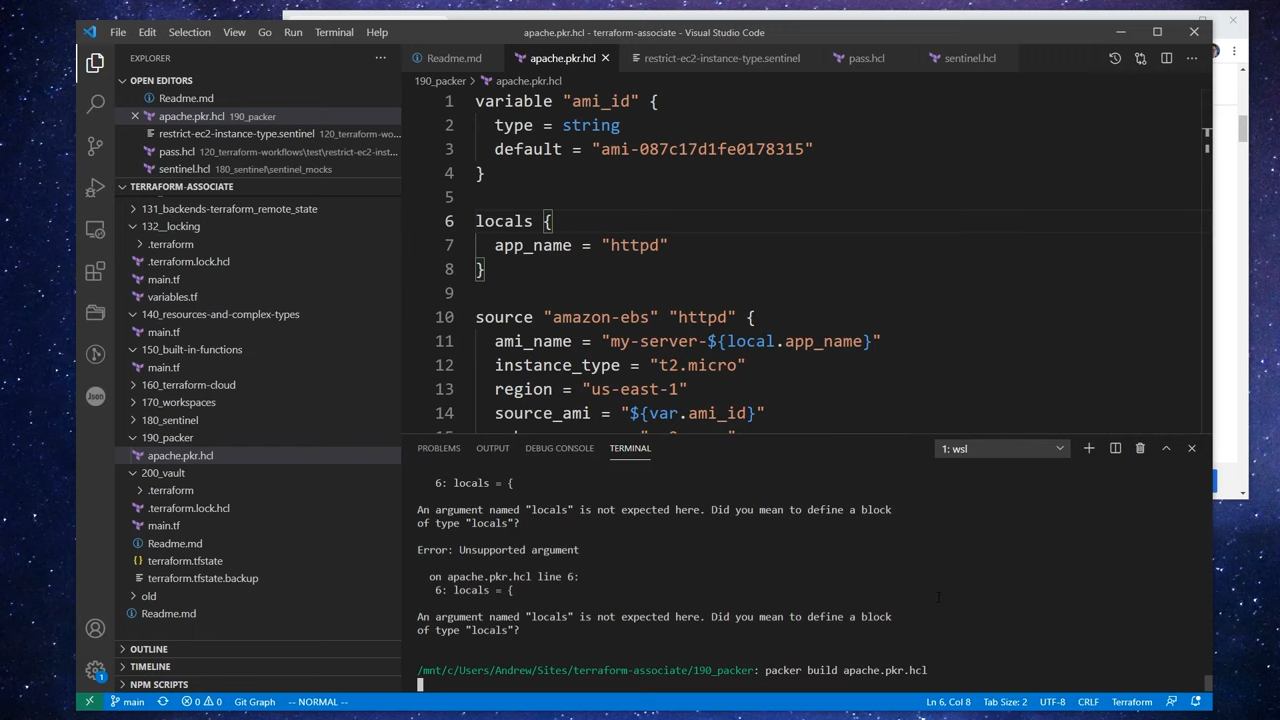 File Edit Selection View Go Run Terminal Help
apache.pkr.hcl - terraform-associate - Visual Studio Code
EXPLORER
OPEN EDITORS
Readme.md
apache.pkr.hcl 190_packer
restrict-ec2-instance-type.sentinel 120_terraform-wo...
pass.hcl 120_terraform-workflows\test\restrict-ec2-inst...
sentinel.hcl 180_sentinel\sentinel_mocks
TERRAFORM-ASSOCIATE
131_backends-terraform_remote_state
132__locking
.terraform
.terraform.lock.hcl
main.tf
variables.tf
140_resources-and-complex-types
main.tf
150_built-in-functions
main.tf
160_terraform-cloud
170_workspaces
180_sentinel
190_packer
apache.pkr.hcl
200_vault
.terraform
.terraform.lock.hcl
main.tf
Readme.md
terraform.tfstate
terraform.tfstate.backup
old
Readme.md
OUTLINE
TIMELINE
NPM SCRIPTS
Json
1
Readme.md apache.pkr.hcl restrict-ec2-instance-type.sentinel pass.hcl sentinel.hcl
190_packer > apache.pkr.hcl
1 variable "ami_id" {
2 type = string
3 default = "ami-087c17d1fe0178315"
4 }
5
6 locals {
7 app_name = "httpd"
8 }
9
10 source "amazon-ebs" "httpd" {
11 ami_name = "my-server-${local.app_name}"
12 instance_type = "t2.micro"
13 region = "us-east-1"
14 source_ami = "${var.ami_id}"
PROBLEMS OUTPUT DEBUG CONSOLE TERMINAL 1: wsl
6: locals = {
An argument named "locals" is not expected here. Did you mean to define a block
of type "locals"?
Error: Unsupported argument
on apache.pkr.hcl line 6:
6: locals = {
An argument named "locals" is not expected here. Did you mean to define a block
of type "locals"?
/mnt/c/Users/Andrew/Sites/terraform-associate/190_packer: packer build apache.pkr.hcl
main 0 0 Git Graph -- NORMAL -- Ln 6, Col 8 Tab Size: 2 UTF-8 CRLF Terraform